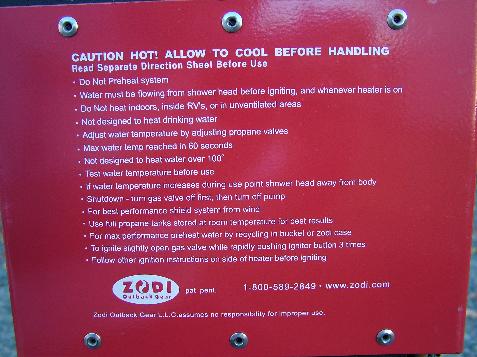 CAUTION HOT! ALLOW TO COOL BEFORE HANDLING
Read Separate Direction Sheet Before Use
• Do Not Preheat system
• Water must be flowing from shower head before igniting, and whenever heater is on
• Do Not heat indoors, inside RV's, or in unventilated areas
• Not designed to heat drinking water
• Adjust water temperature by adjusting propane valves
• Max water temp reached in 60 seconds
• Not designed to heat water over 100°
• Test water temperature before use
• If water temperature increases during use point shower head away from body
• Shutdown - turn gas valve off first, then turn off pump
• For best performance shield system from wind
• Use full propane tanks stored at room temperature for best results
• For max performance preheat water by recycling in bucket or zodi case
• To ignite slightly open gas valve while rapidly pushing ignitor button 3 times
• Follow other ignition instructions on side of heater before igniting
ZODI
Outback Gear
pat. pent.
1-800-589-2849 • www.zodi.com
Zodi Outback Gear L.L.C. assumes no responsibility for improper use.